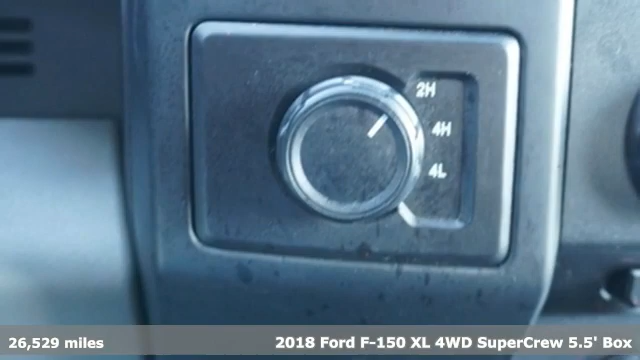 2H
4H
4L
26,529 miles
2018 Ford F-150 XL 4WD SuperCrew 5.5' Box